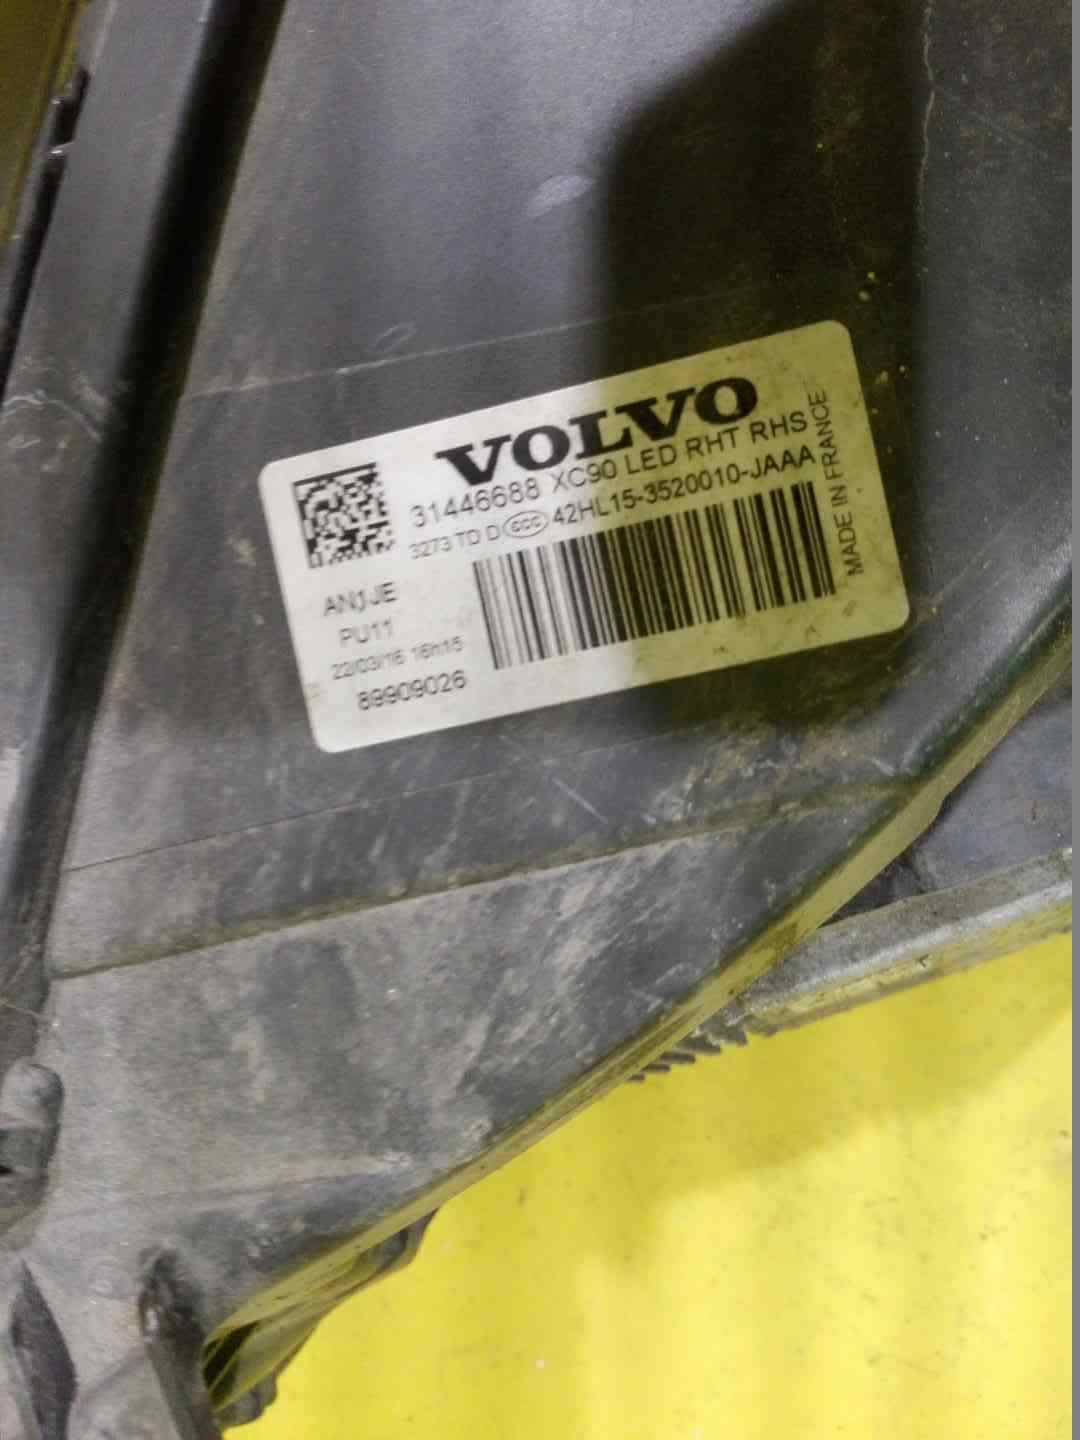 VOLVO
31446688 XC90 LED RHT RHS
3273 TD D CCC 42HL15-3520010-JAAA
MADE IN FRANCE
AN1JE
PU11
22/03/16 16h15
89909026